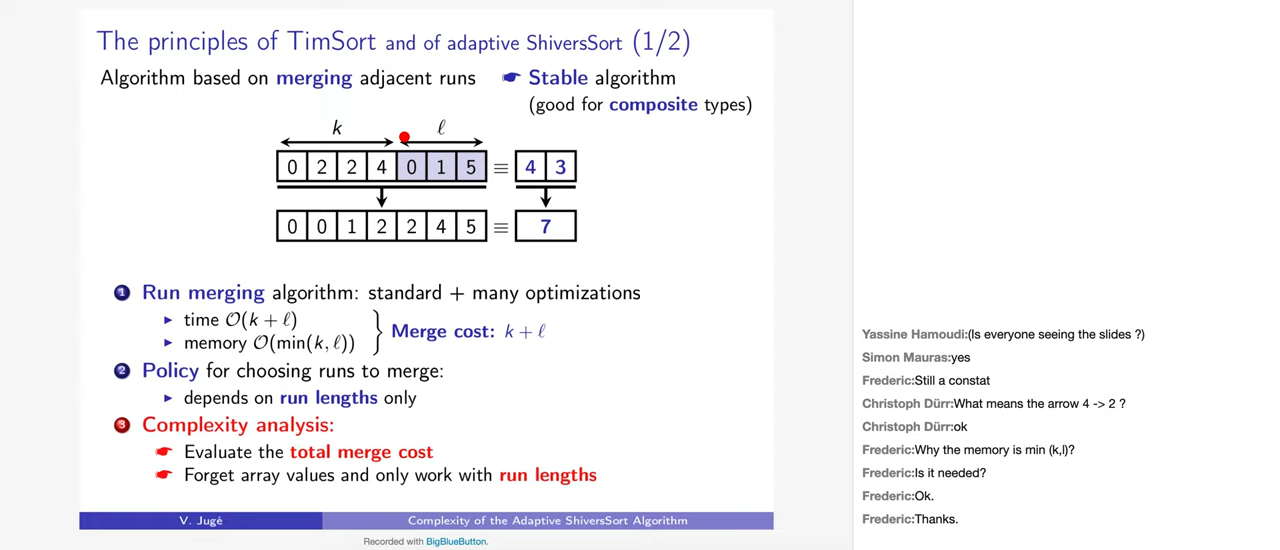 The principles of TimSort and of adaptive ShiversSort (1/2)
Algorithm based on merging adjacent runs
☛ Stable algorithm
(good for composite types)
k ℓ
0 2 2 4 0 1 5 ≡ 4 3
0 0 1 2 2 4 5 ≡ 7
1 Run merging algorithm: standard + many optimizations
▶ time O(k + ℓ)
▶ memory O(min(k, ℓ))
Merge cost: k + ℓ
2 Policy for choosing runs to merge:
▶ depends on run lengths only
3 Complexity analysis:
☛ Evaluate the total merge cost
☛ Forget array values and only work with run lengths
V. Jugé
Complexity of the Adaptive ShiversSort Algorithm
Recorded with BigBlueButton.
Yassine Hamoudi:(Is everyone seeing the slides ?)
Simon Mauras:yes
Frederic:Still a constat
Christoph Dürr:What means the arrow 4 -> 2 ?
Christoph Dürr:ok
Frederic:Why the memory is min (k,l)?
Frederic:Is it needed?
Frederic:Ok.
Frederic:Thanks.